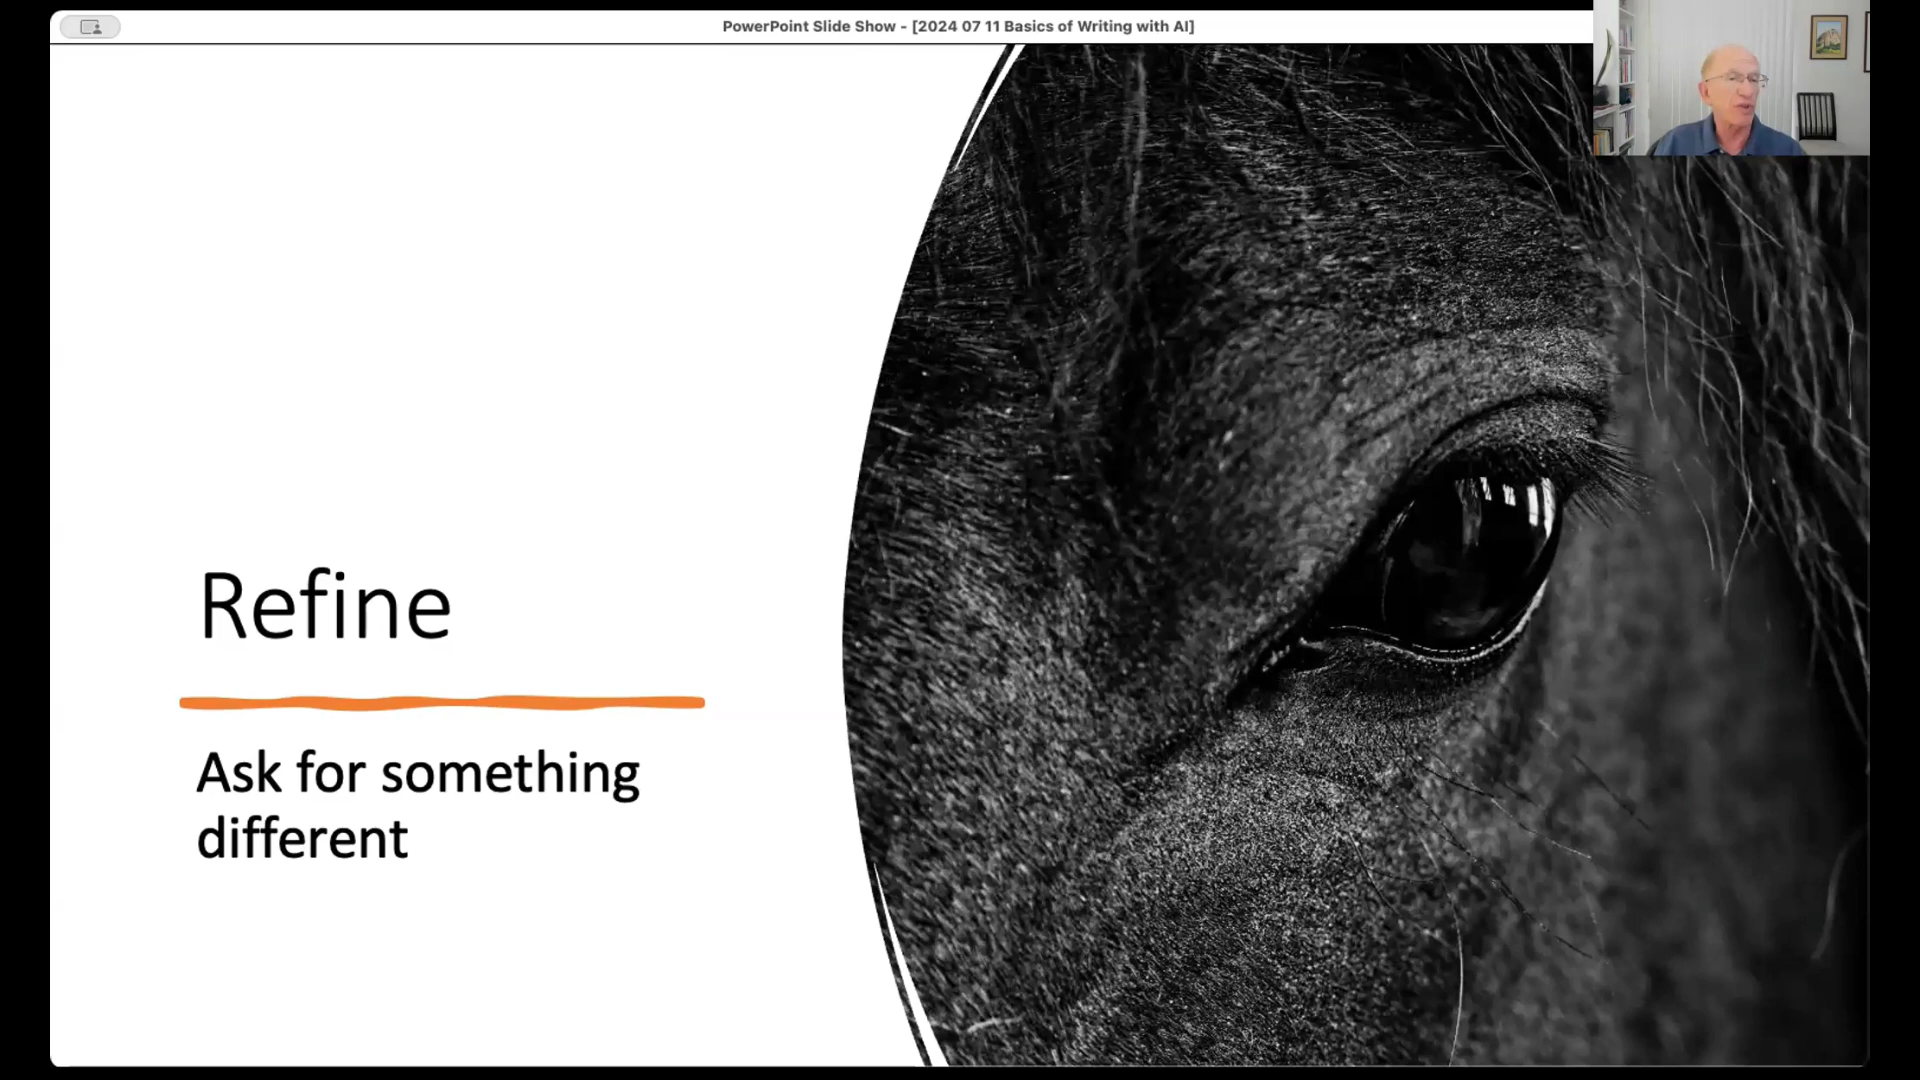 PowerPoint Slide Show - [2024 07 11 Basics of Writing with AI]
Refine
Ask for something
different